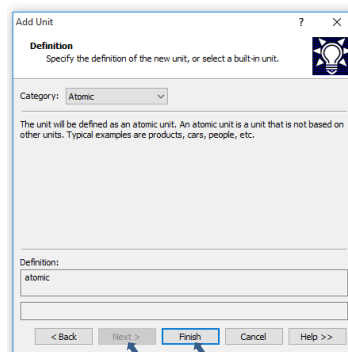 Add Unit ? ×
Definition
Specify the definition of the new unit, or select a built-in unit.
Category: Atomic
The unit will be defined as an atomic unit. An atomic unit is a unit that is not based on
other units. Typical examples are products, cars, people, etc.
Definition:
atomic
< Back Next > Finish Cancel Help >>